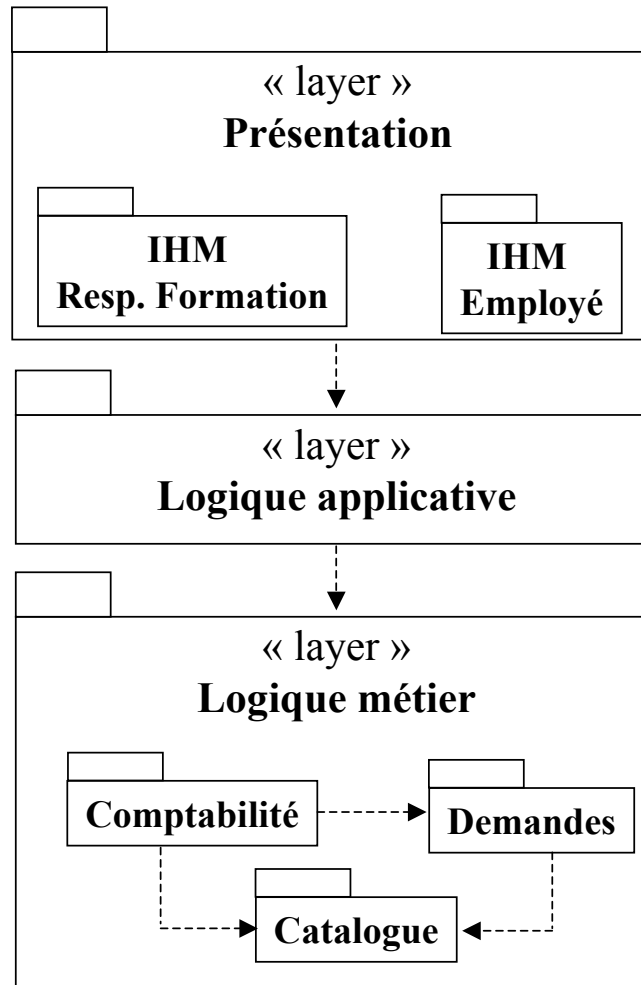 « layer »
Présentation
IHM
Resp. Formation
IHM
Employé
« layer »
Logique applicative
« layer »
Logique métier
Comptabilité
Demandes
Catalogue